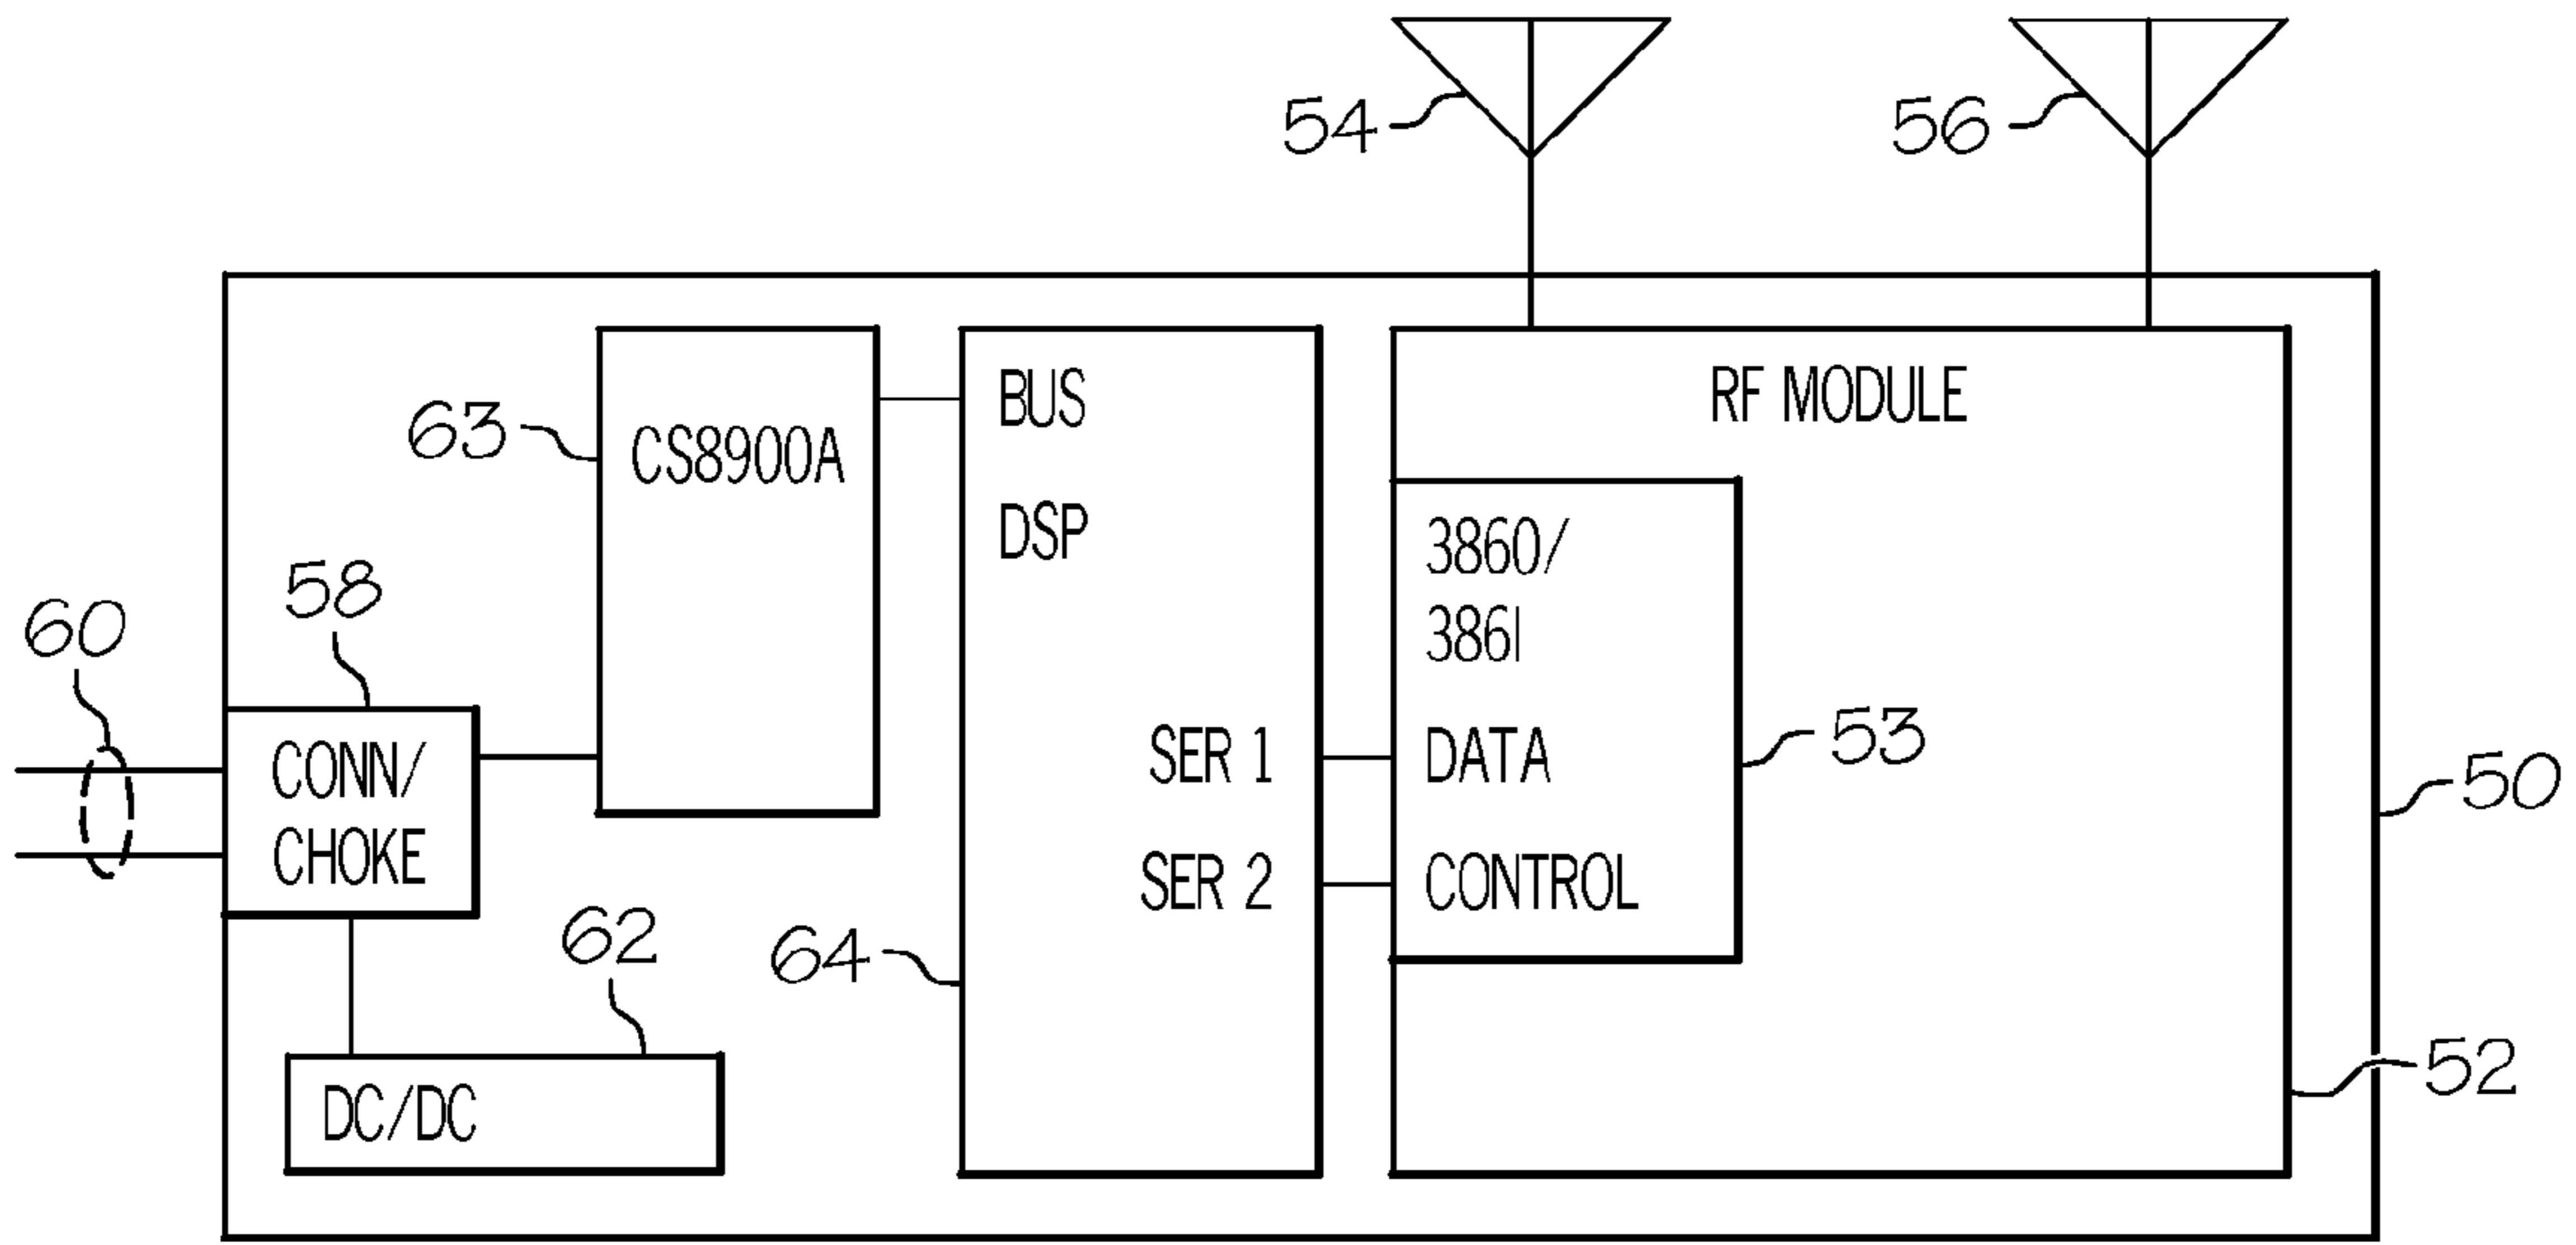 54
56
RF MODULE
BUS
63
CS8900A
DSP
3860/
3861
58
60
SER 1
DATA
53
CONN/
CHOKE
50
SER 2
CONTROL
62
64
52
DC/DC